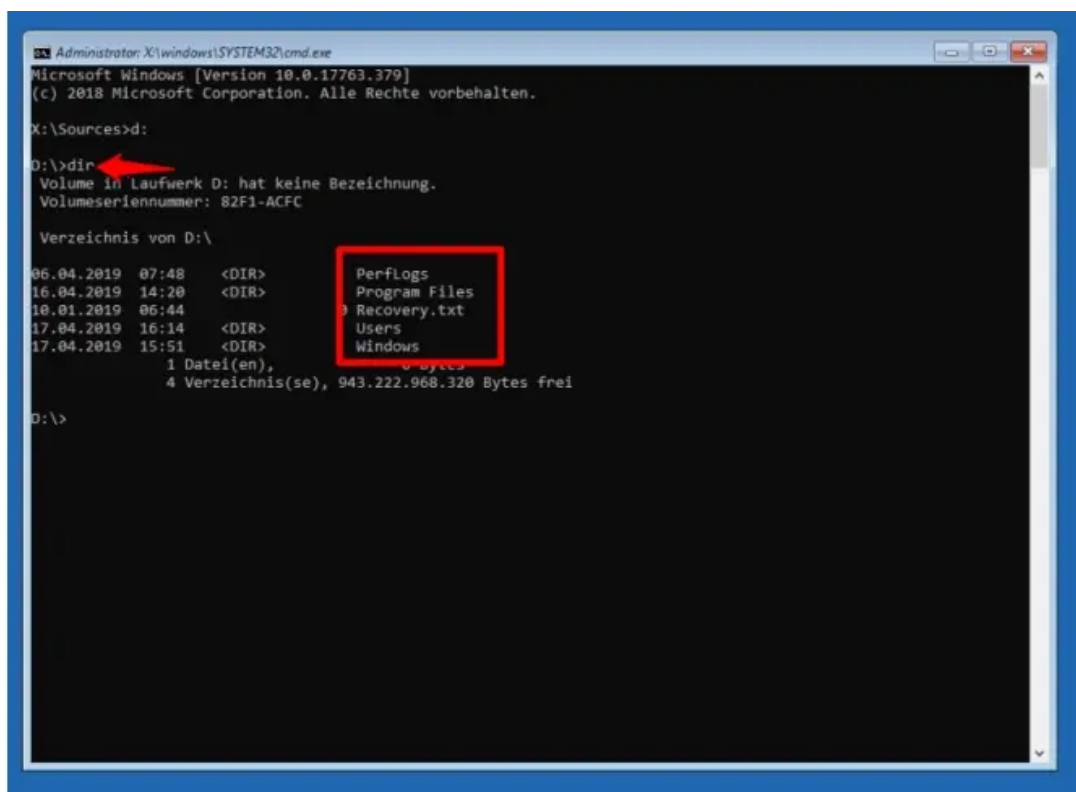 Administrator: X:\windows\SYSTEM32\cmd.exe
Microsoft Windows [Version 10.0.17763.379]
(c) 2018 Microsoft Corporation. Alle Rechte vorbehalten.
X:\Sources>d:
D:\>dir
Volume in Laufwerk D: hat keine Bezeichnung.
Volumeseriennummer: 82F1-ACFC
Verzeichnis von D:\
06.04.2019 07:48 <DIR> PerfLogs
16.04.2019 14:20 <DIR> Program Files
10.01.2019 06:44 0 Recovery.txt
17.04.2019 16:14 <DIR> Users
17.04.2019 15:51 <DIR> Windows
1 Datei(en), 0 Bytes
4 Verzeichnis(se), 943.222.968.320 Bytes frei
D:\>